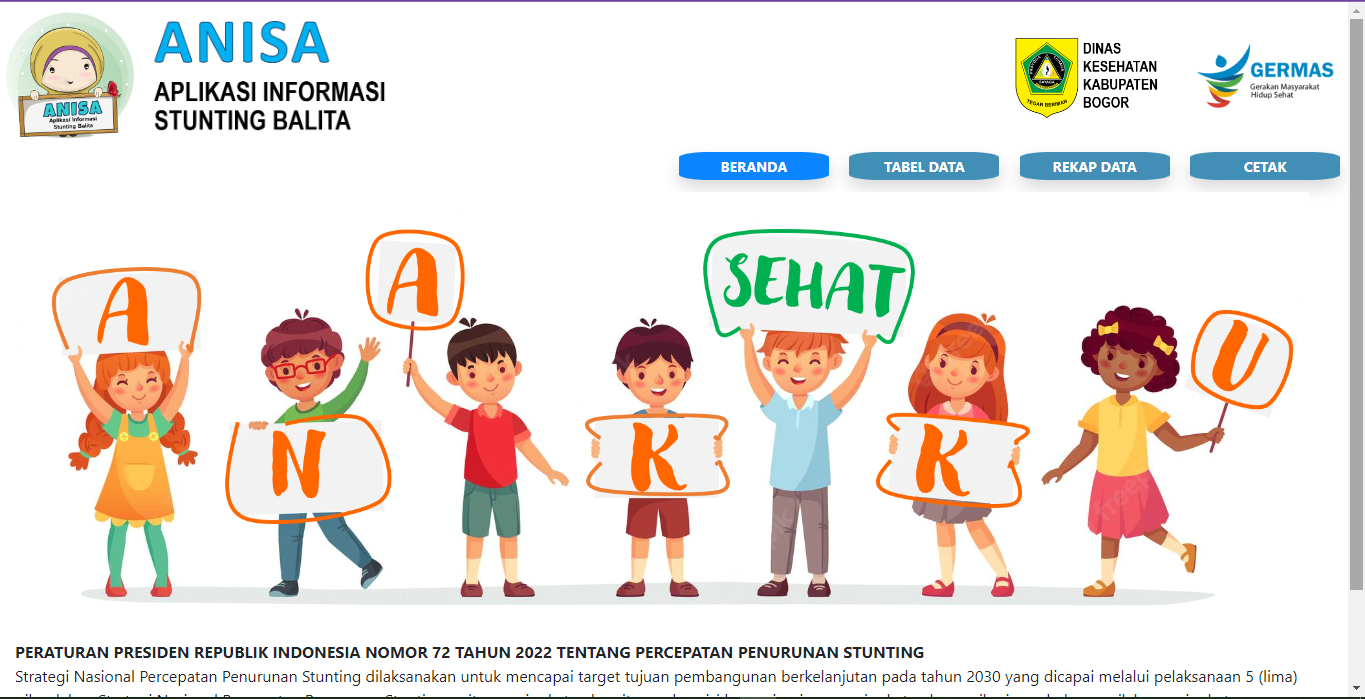 ANISA
APLIKASI INFORMASI
STUNTING BALITA
ANISA
Aplikasi Informasi
Stunting Balita
TEGAR BERIMAN
DINAS
KESEHATAN
KABUPATEN
BOGOR
GERMAS
Gerakan Masyarakat
Hidup Sehat
BERANDA
TABEL DATA
REKAP DATA
CETAK
A
N
A
K
SEHAT
K
U
PERATURAN PRESIDEN REPUBLIK INDONESIA NOMOR 72 TAHUN 2022 TENTANG PERCEPATAN PENURUNAN STUNTING
Strategi Nasional Percepatan Penurunan Stunting dilaksanakan untuk mencapai target tujuan pembangunan berkelanjutan pada tahun 2030 yang dicapai melalui pelaksanaan 5 (lima)